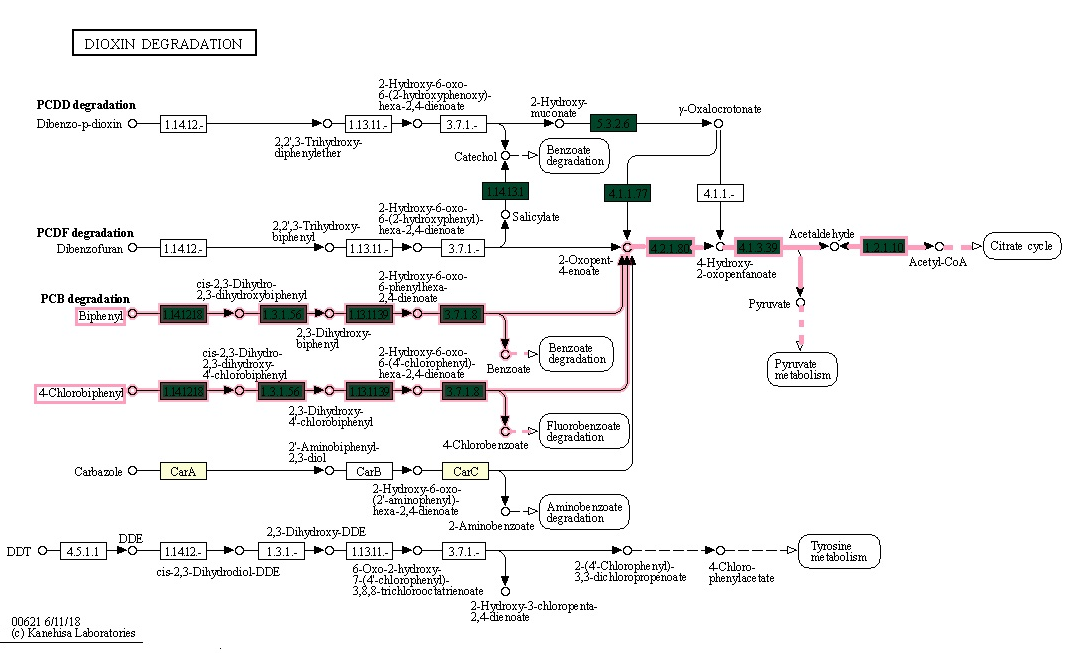 DIOXIN DEGRADATION
PCDD degradation
Dibenzo-p-dioxin
1.14.12.-
2,2',3-Trihydroxy-
diphenylether
1.13.11.-
2-Hydroxy-6-oxo-
6-(2-hydroxyphenoxy)-
hexa-2,4-dienoate
3.7.1.-
2-Hydroxy-
muconate
5.3.2.6
γ-Oxalocrotonate
Catechol
Benzoate
degradation
1.14.13.1
4.1.1.77
4.1.1.-
Salicylate
PCDF degradation
Dibenzofuran
1.14.12.-
2,2',3-Trihydroxy-
biphenyl
1.13.11.-
2-Hydroxy-6-oxo-
6-(2-hydroxyphenyl)-
hexa-2,4-dienoate
3.7.1.-
2-Oxopent-
4-enoate
4.2.1.80
4-Hydroxy-
2-oxopentanoate
4.1.3.39
Acetaldehyde
1.2.1.10
Acetyl-CoA
Citrate cycle
Pyruvate
Pyruvate
metabolism
PCB degradation
Biphenyl
1.14.12.18
cis-2,3-Dihydro-
2,3-dihydroxybiphenyl
1.3.1.56
2,3-Dihydroxy-
biphenyl
1.13.11.39
2-Hydroxy-6-oxo-
6-phenylhexa-
2,4-dienoate
3.7.1.8
Benzoate
Benzoate
degradation
4-Chlorobiphenyl
1.14.12.18
cis-2,3-Dihydro-
2,3-dihydroxy-
4'-chlorobiphenyl
1.3.1.56
2,3-Dihydroxy-
4'-chlorobiphenyl
1.13.11.39
2-Hydroxy-6-oxo-
6-(4'-chlorophenyl)-
hexa-2,4-dienoate
3.7.1.8
4-Chlorobenzoate
Fluorobenzoate
degradation
Carbazole
CarA
2'-Aminobiphenyl-
2,3-diol
CarB
2-Hydroxy-6-oxo-
(2'-aminophenyl)-
hexa-2,4-dienoate
CarC
2-Aminobenzoate
Aminobenzoate
degradation
DDT
4.5.1.1
DDE
1.14.12.-
cis-2,3-Dihydrodiol-DDE
1.3.1.-
2,3-Dihydroxy-DDE
1.13.11.-
6-Oxo-2-hydroxy-
7-(4'-chlorophenyl)-
3,8,8-trichlorooctatrienoate
3.7.1.-
2-Hydroxy-3-chloropenta-
2,4-dienoate
2-(4'-Chlorophenyl)-
3,3-dichloropropenoate
4-Chloro-
phenylacetate
Tyrosine
metabolism
00621 6/11/18
(c) Kanehisa Laboratories